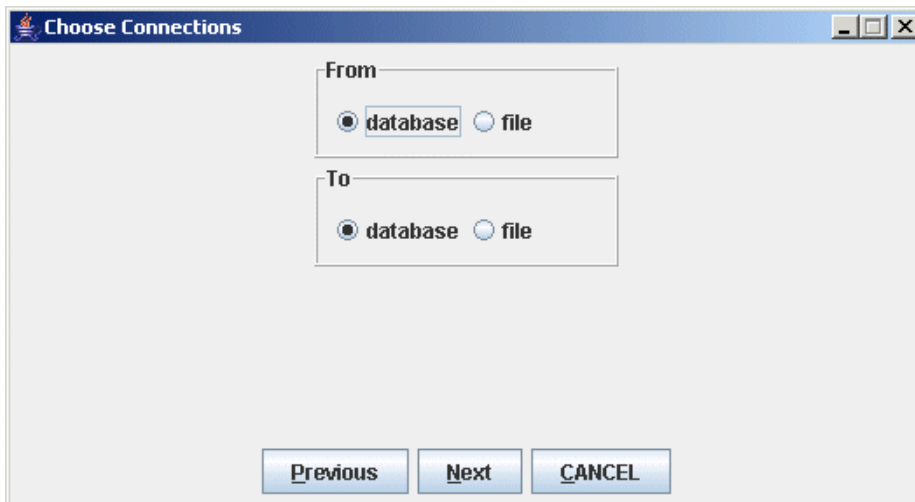 Choose Connections
From
database file
To
database file
Previous Next CANCEL